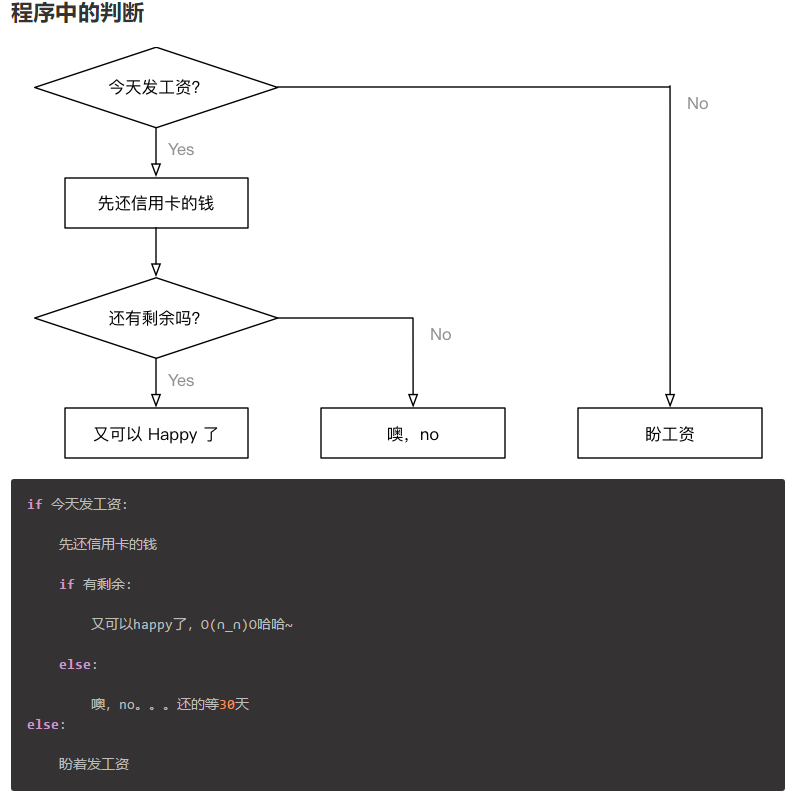 程序中的判断
今天发工资?
No
Yes
先还信用卡的钱
还有剩余吗?
No
Yes
又可以 Happy 了
噢，no
盼工资
if 今天发工资:
先还信用卡的钱
if 有剩余:
又可以happy了，O(∩_∩)O哈哈~
else:
噢，no。。。还的等30天
else:
盼着发工资